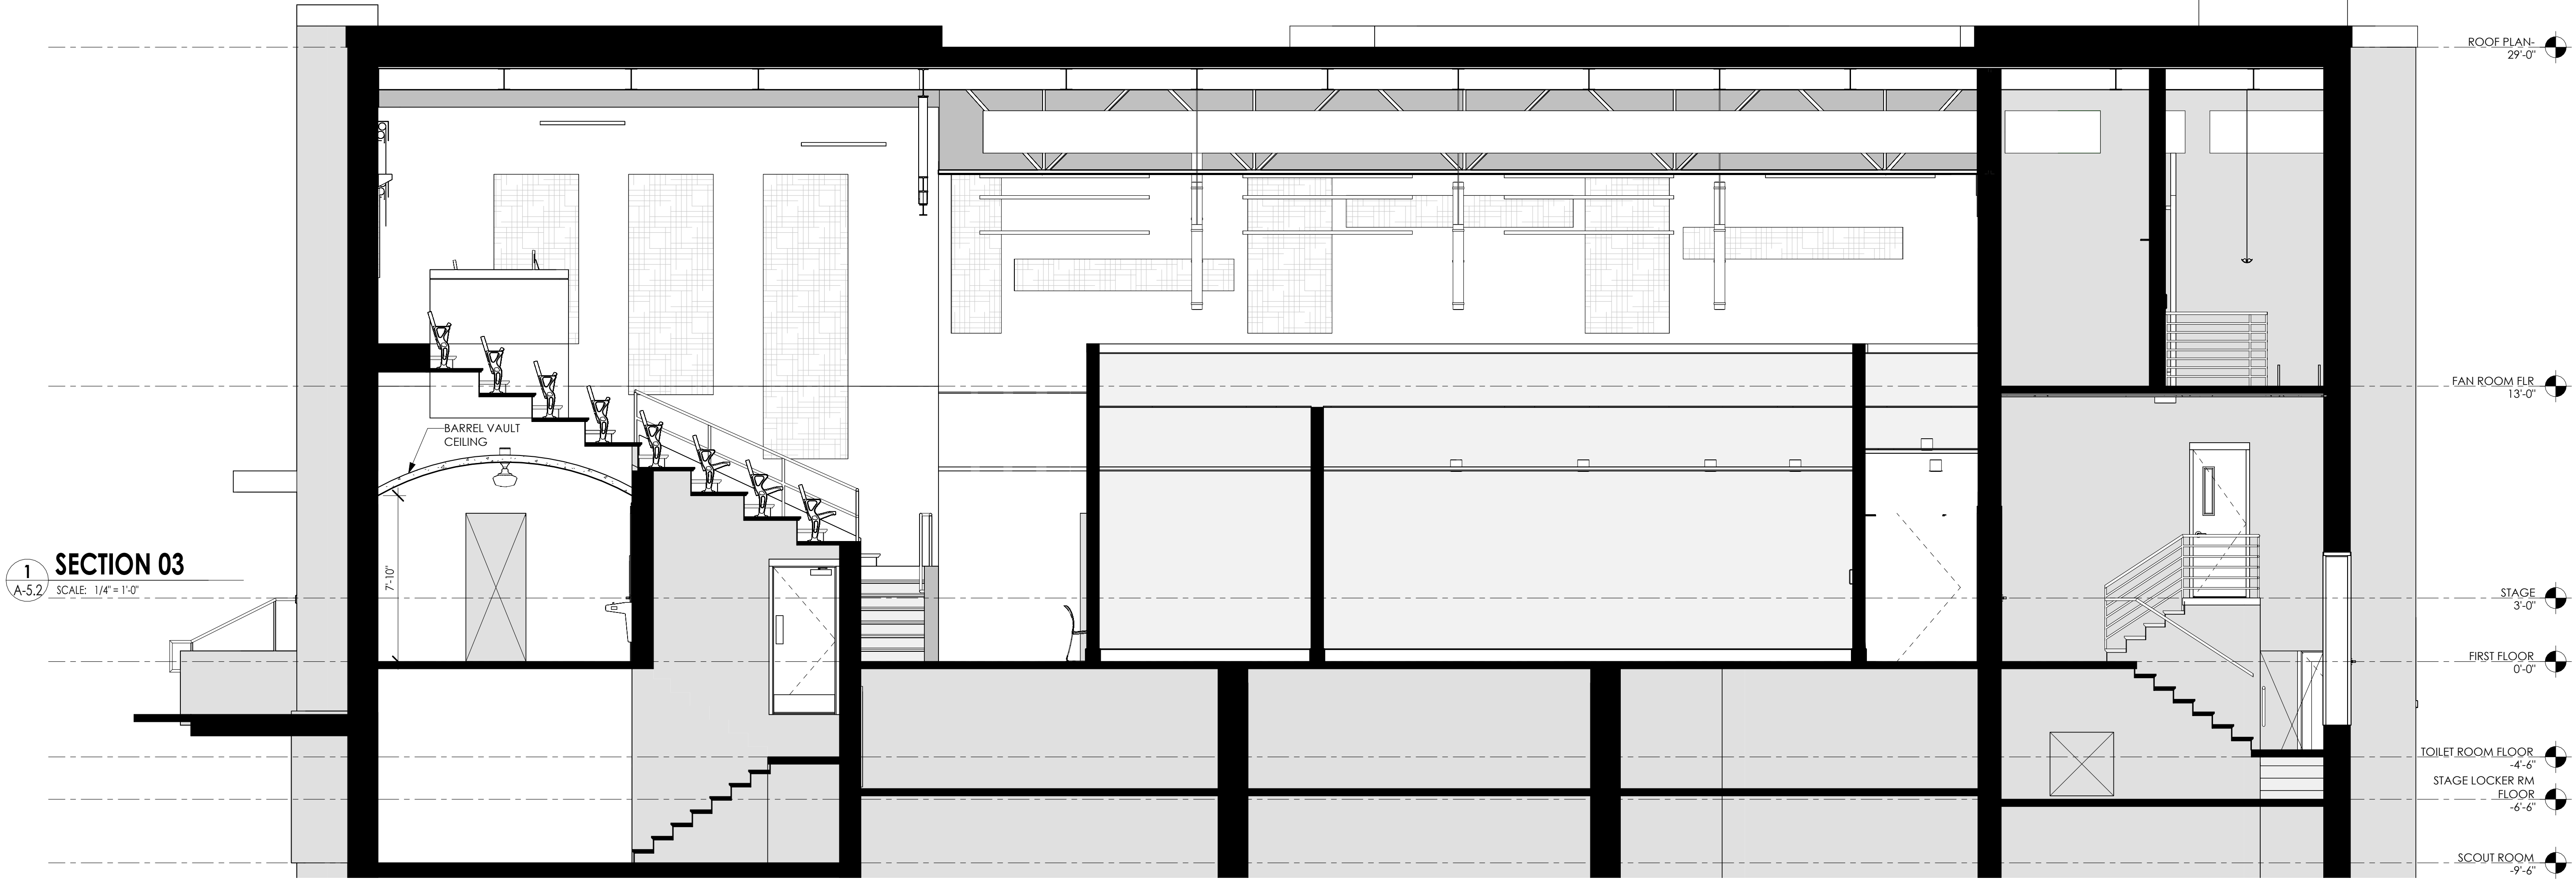 ROOF PLAN-
29'-0"
FAN ROOM FLR
13'-0"
BARREL VAULT
CEILING
7'-10"
1
A-5.2
SECTION 03
SCALE: 1/4" = 1'-0"
STAGE
3'-0"
FIRST FLOOR
0'-0"
TOILET ROOM FLOOR
-4'-6"
STAGE LOCKER RM
FLOOR
-6'-6"
SCOUT ROOM
-9'-6"